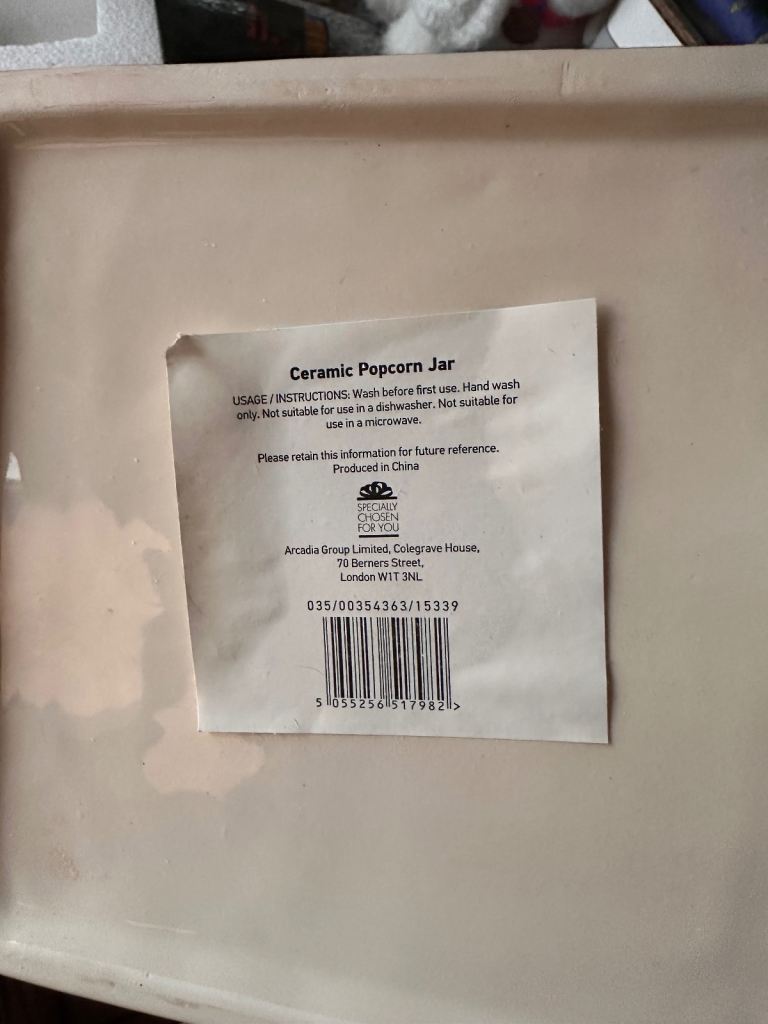 Ceramic Popcorn Jar
USAGE / INSTRUCTIONS: Wash before first use. Hand wash
only. Not suitable for use in a dishwasher. Not suitable for
use in a microwave.
Please retain this information for future reference.
Produced in China
SPECIALLY
CHOSEN
FOR YOU
Arcadia Group Limited, Colegrave House,
70 Berners Street,
London W1T 3NL
035/00354363/15339
5 055256 517982 >